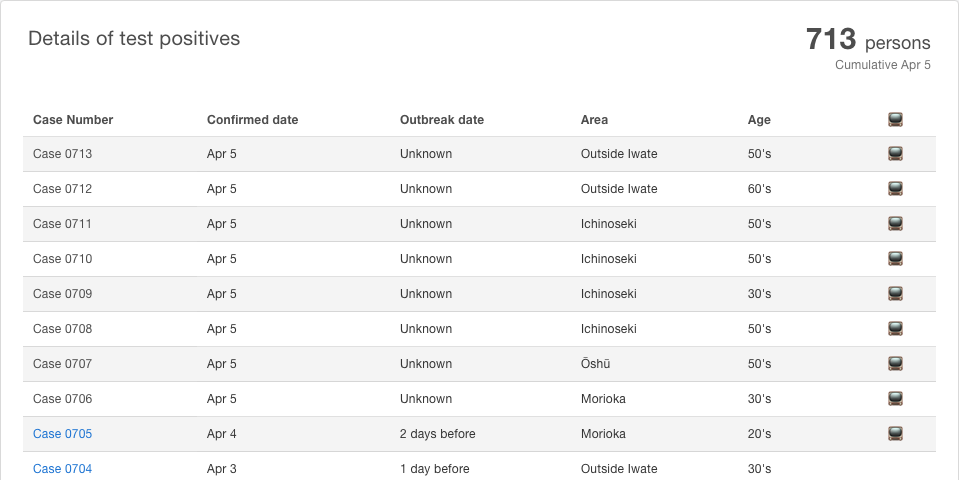 Details of test positives
713 persons
Cumulative Apr 5
Case Number Confirmed date Outbreak date Area Age
Case 0713 Apr 5 Unknown Outside Iwate 50's
Case 0712 Apr 5 Unknown Outside Iwate 60's
Case 0711 Apr 5 Unknown Ichinoseki 50's
Case 0710 Apr 5 Unknown Ichinoseki 50's
Case 0709 Apr 5 Unknown Ichinoseki 30's
Case 0708 Apr 5 Unknown Ichinoseki 50's
Case 0707 Apr 5 Unknown Ōshū 50's
Case 0706 Apr 5 Unknown Morioka 30's
Case 0705 Apr 4 2 days before Morioka 20's
Case 0704 Apr 3 1 day before Outside Iwate 30's